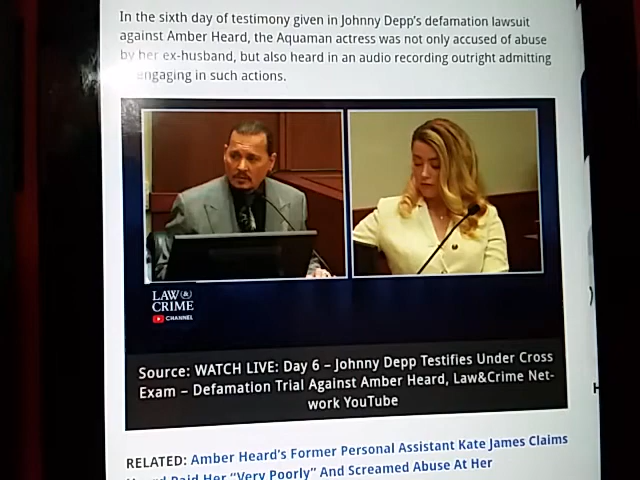 In the sixth day of testimony given in Johnny Depp's defamation lawsuit
against Amber Heard, the Aquaman actress was not only accused of abuse
by her ex-husband, but also heard in an audio recording outright admitting
engaging in such actions.
LAW&
CRIME
CHANNEL
Source: WATCH LIVE: Day 6 – Johnny Depp Testifies Under Cross
Exam – Defamation Trial Against Amber Heard, Law&Crime Net-
work YouTube
RELATED: Amber Heard's Former Personal Assistant Kate James Claims
Heard Paid Her "Very Poorly" And Screamed Abuse At Her